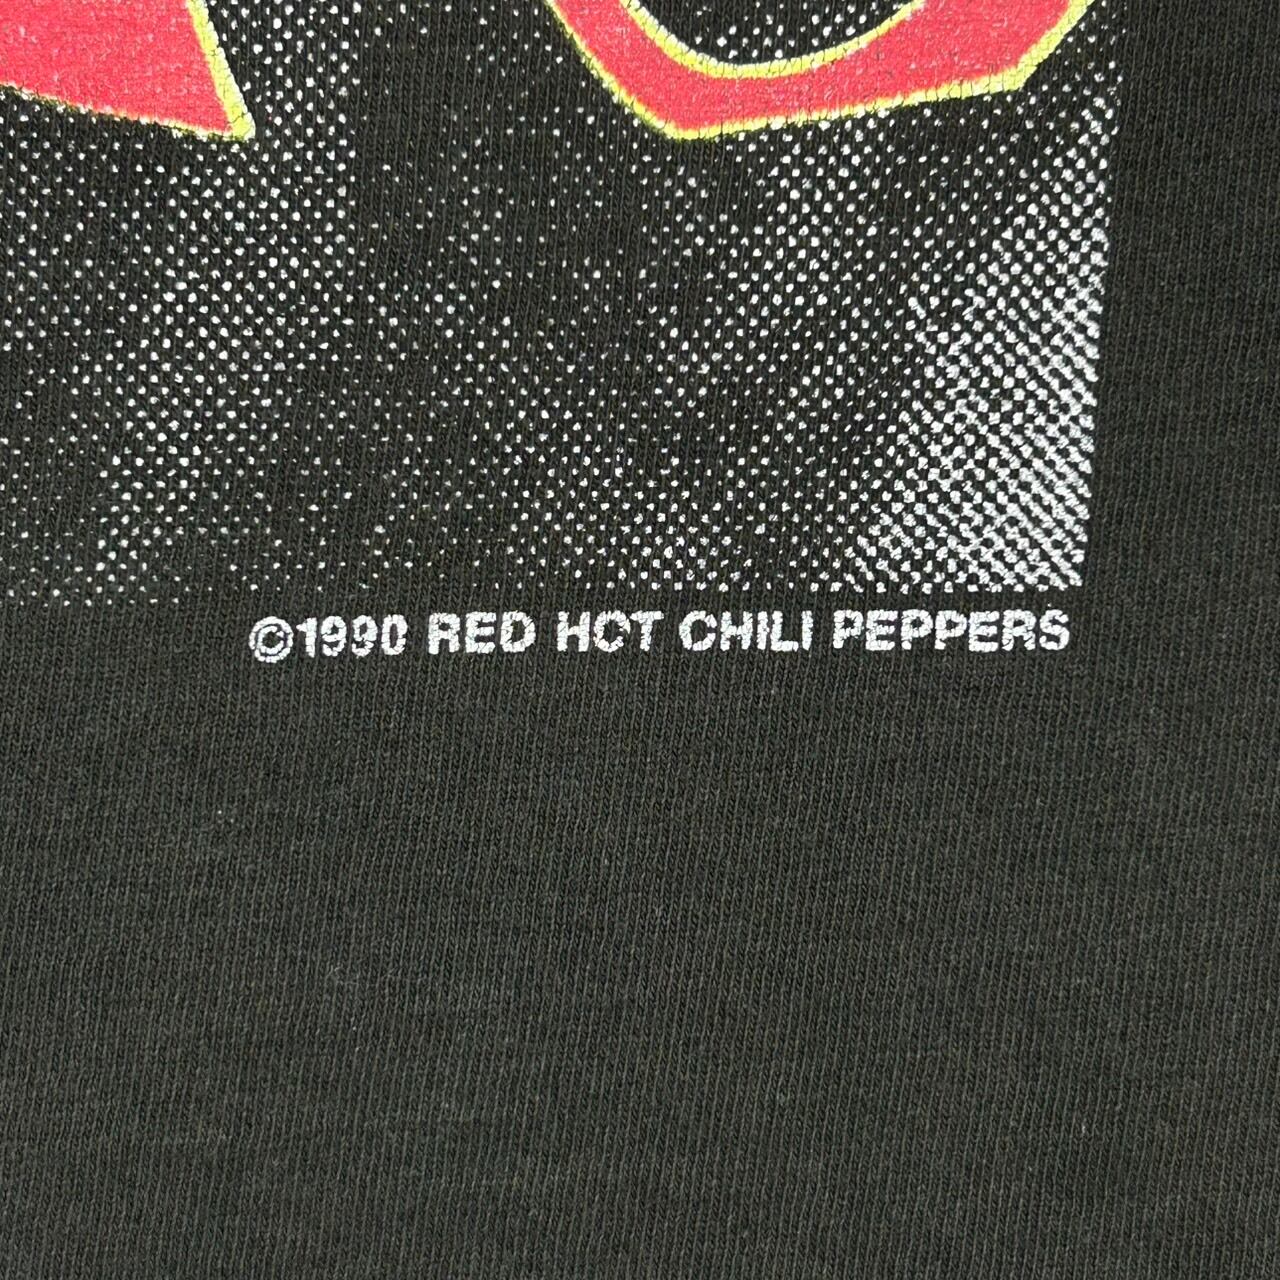 ©1990 RED HOT CHILI PEPPERS